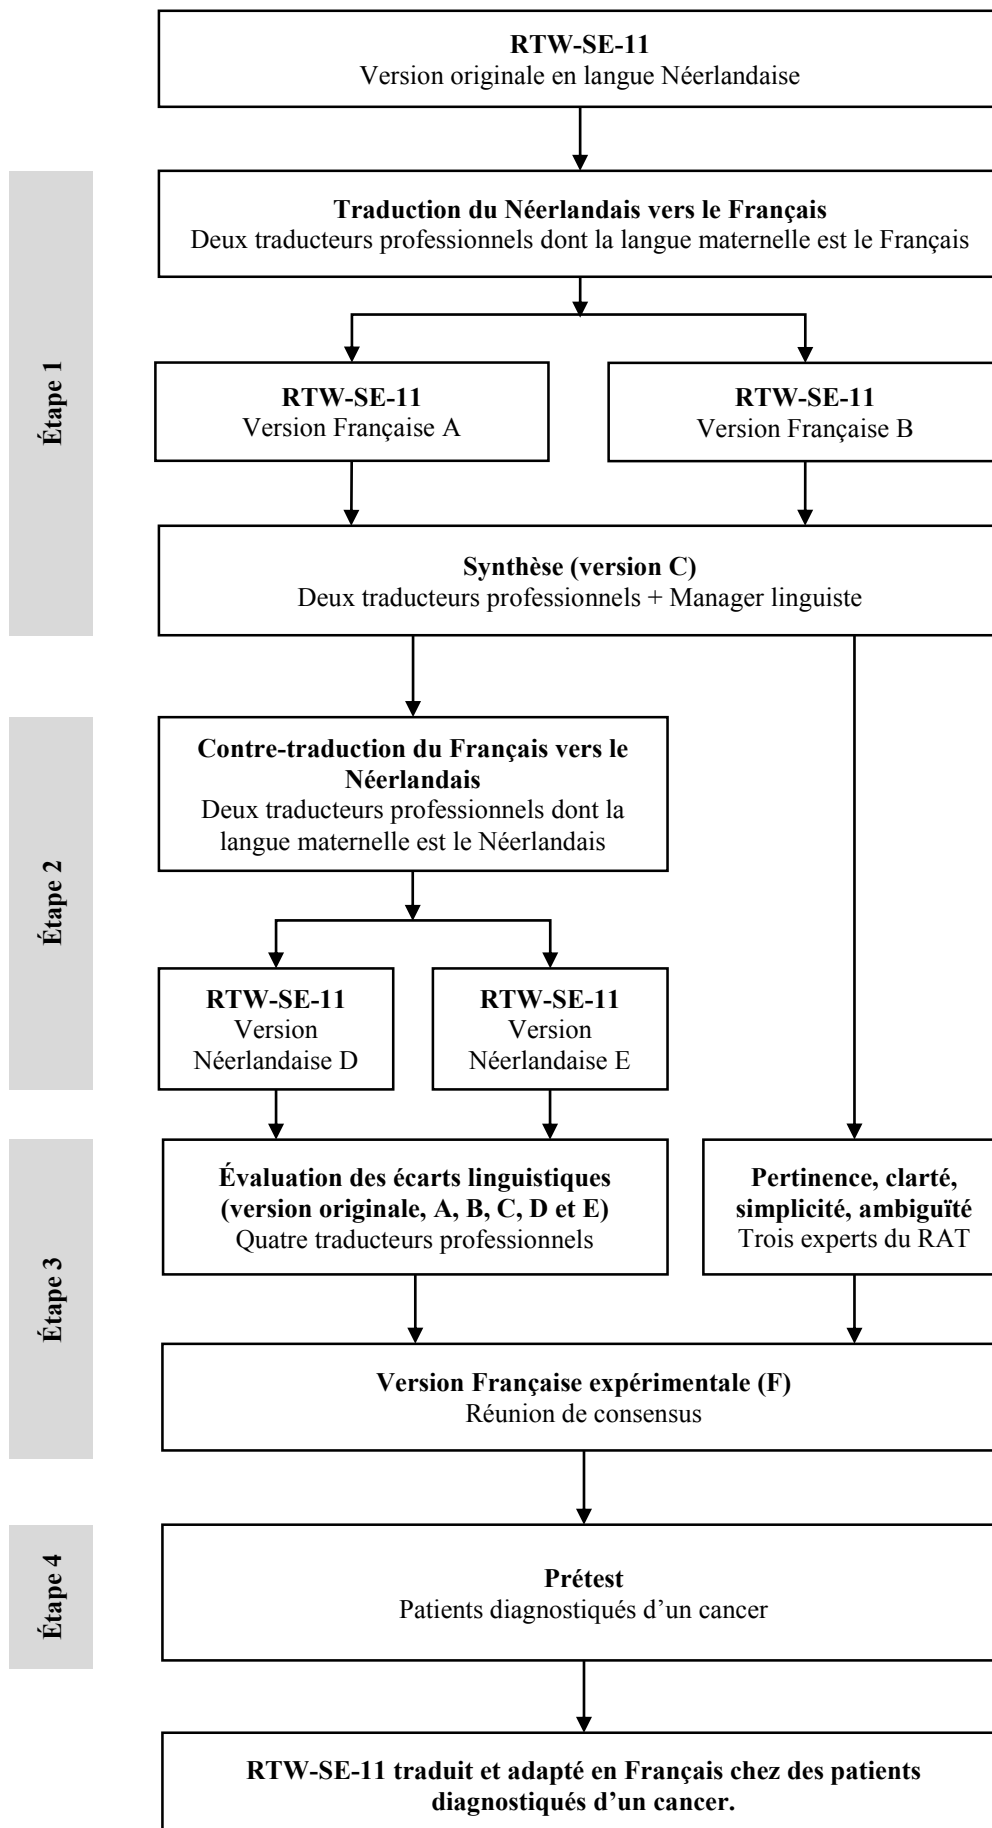 RTW-SE-11
Version originale en langue Néerlandaise
Étape 1
Traduction du Néerlandais vers le Français
Deux traducteurs professionnels dont la langue maternelle est le Français
RTW-SE-11
Version Française A
RTW-SE-11
Version Française B
Synthèse (version C)
Deux traducteurs professionnels + Manager linguiste
Étape 2
Contre-traduction du Français vers le
Néerlandais
Deux traducteurs professionnels dont la
langue maternelle est le Néerlandais
RTW-SE-11
Version
Néerlandaise D
RTW-SE-11
Version
Néerlandaise E
Étape 3
Évaluation des écarts linguistiques
(version originale, A, B, C, D et E)
Quatre traducteurs professionnels
Pertinence, clarté,
simplicité, ambiguïté
Trois experts du RAT
Version Française expérimentale (F)
Réunion de consensus
Étape 4
Prétest
Patients diagnostiqués d’un cancer
RTW-SE-11 traduit et adapté en Français chez des patients
diagnostiqués d’un cancer.